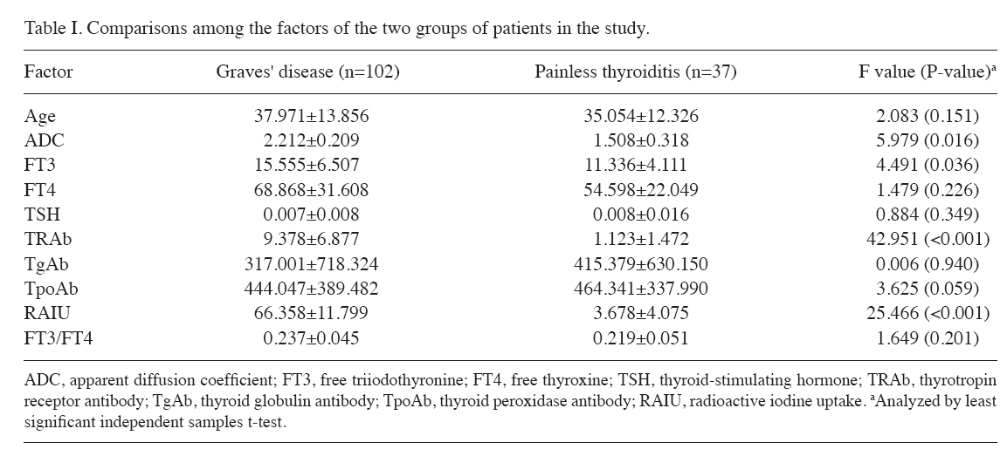 Table I. Comparisons among the factors of the two groups of patients in the study.
Factor Graves' disease (n=102) Painless thyroiditis (n=37) F value (P-value)ᵃ
Age 37.971±13.856 35.054±12.326 2.083 (0.151)
ADC 2.212±0.209 1.508±0.318 5.979 (0.016)
FT3 15.555±6.507 11.336±4.111 4.491 (0.036)
FT4 68.868±31.608 54.598±22.049 1.479 (0.226)
TSH 0.007±0.008 0.008±0.016 0.884 (0.349)
TRAb 9.378±6.877 1.123±1.472 42.951 (<0.001)
TgAb 317.001±718.324 415.379±630.150 0.006 (0.940)
TpoAb 444.047±389.482 464.341±337.990 3.625 (0.059)
RAIU 66.358±11.799 3.678±4.075 25.466 (<0.001)
FT3/FT4 0.237±0.045 0.219±0.051 1.649 (0.201)
ADC, apparent diffusion coefficient; FT3, free triiodothyronine; FT4, free thyroxine; TSH, thyroid-stimulating hormone; TRAb, thyrotropin
receptor antibody; TgAb, thyroid globulin antibody; TpoAb, thyroid peroxidase antibody; RAIU, radioactive iodine uptake. ᵃAnalyzed by least
significant independent samples t-test.